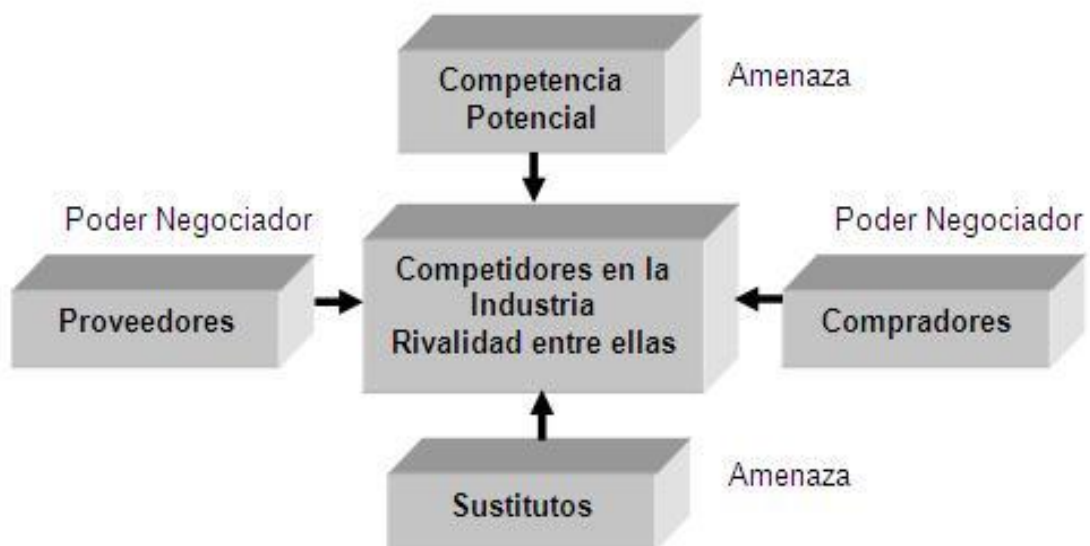 Competencia
Potencial
Amenaza
Poder Negociador
Proveedores
Competidores en la
Industria
Rivalidad entre ellas
Poder Negociador
Compradores
Sustitutos
Amenaza